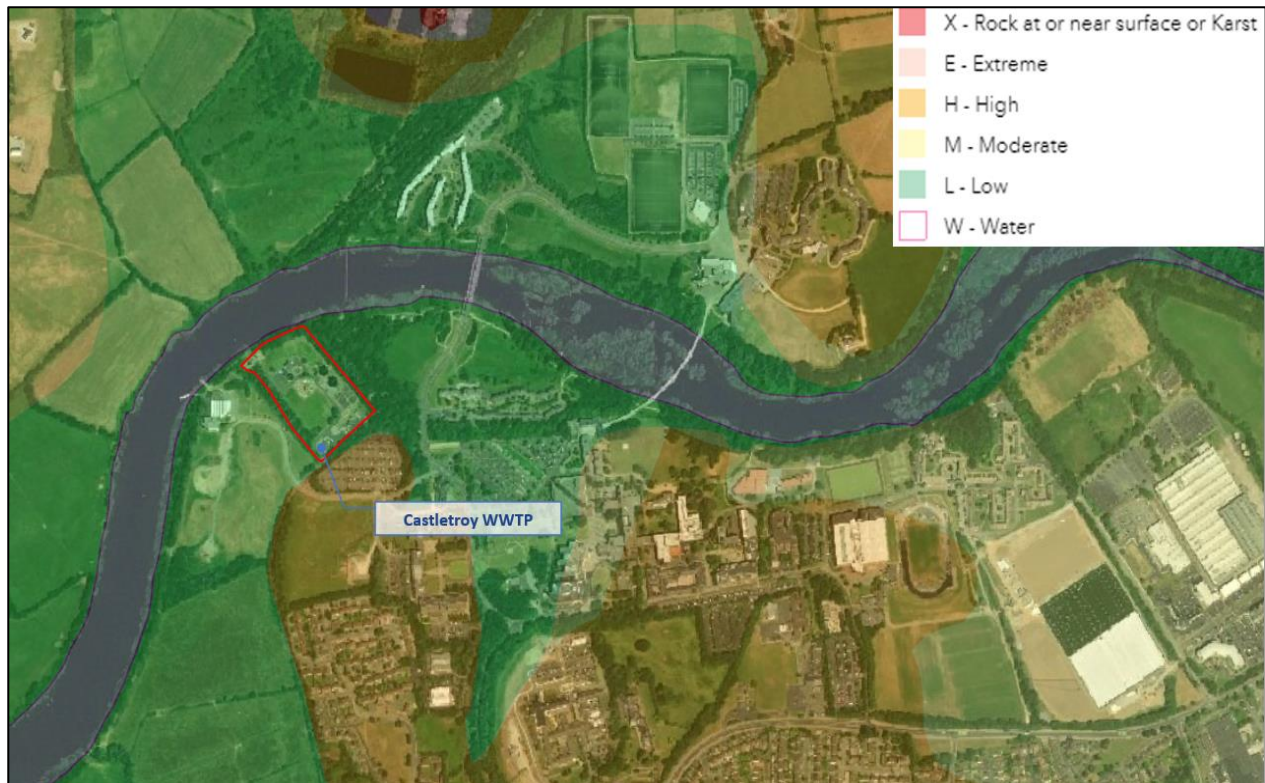 X - Rock at or near surface or Karst
E - Extreme
H - High
M - Moderate
L - Low
W - Water
Castletroy WWTP